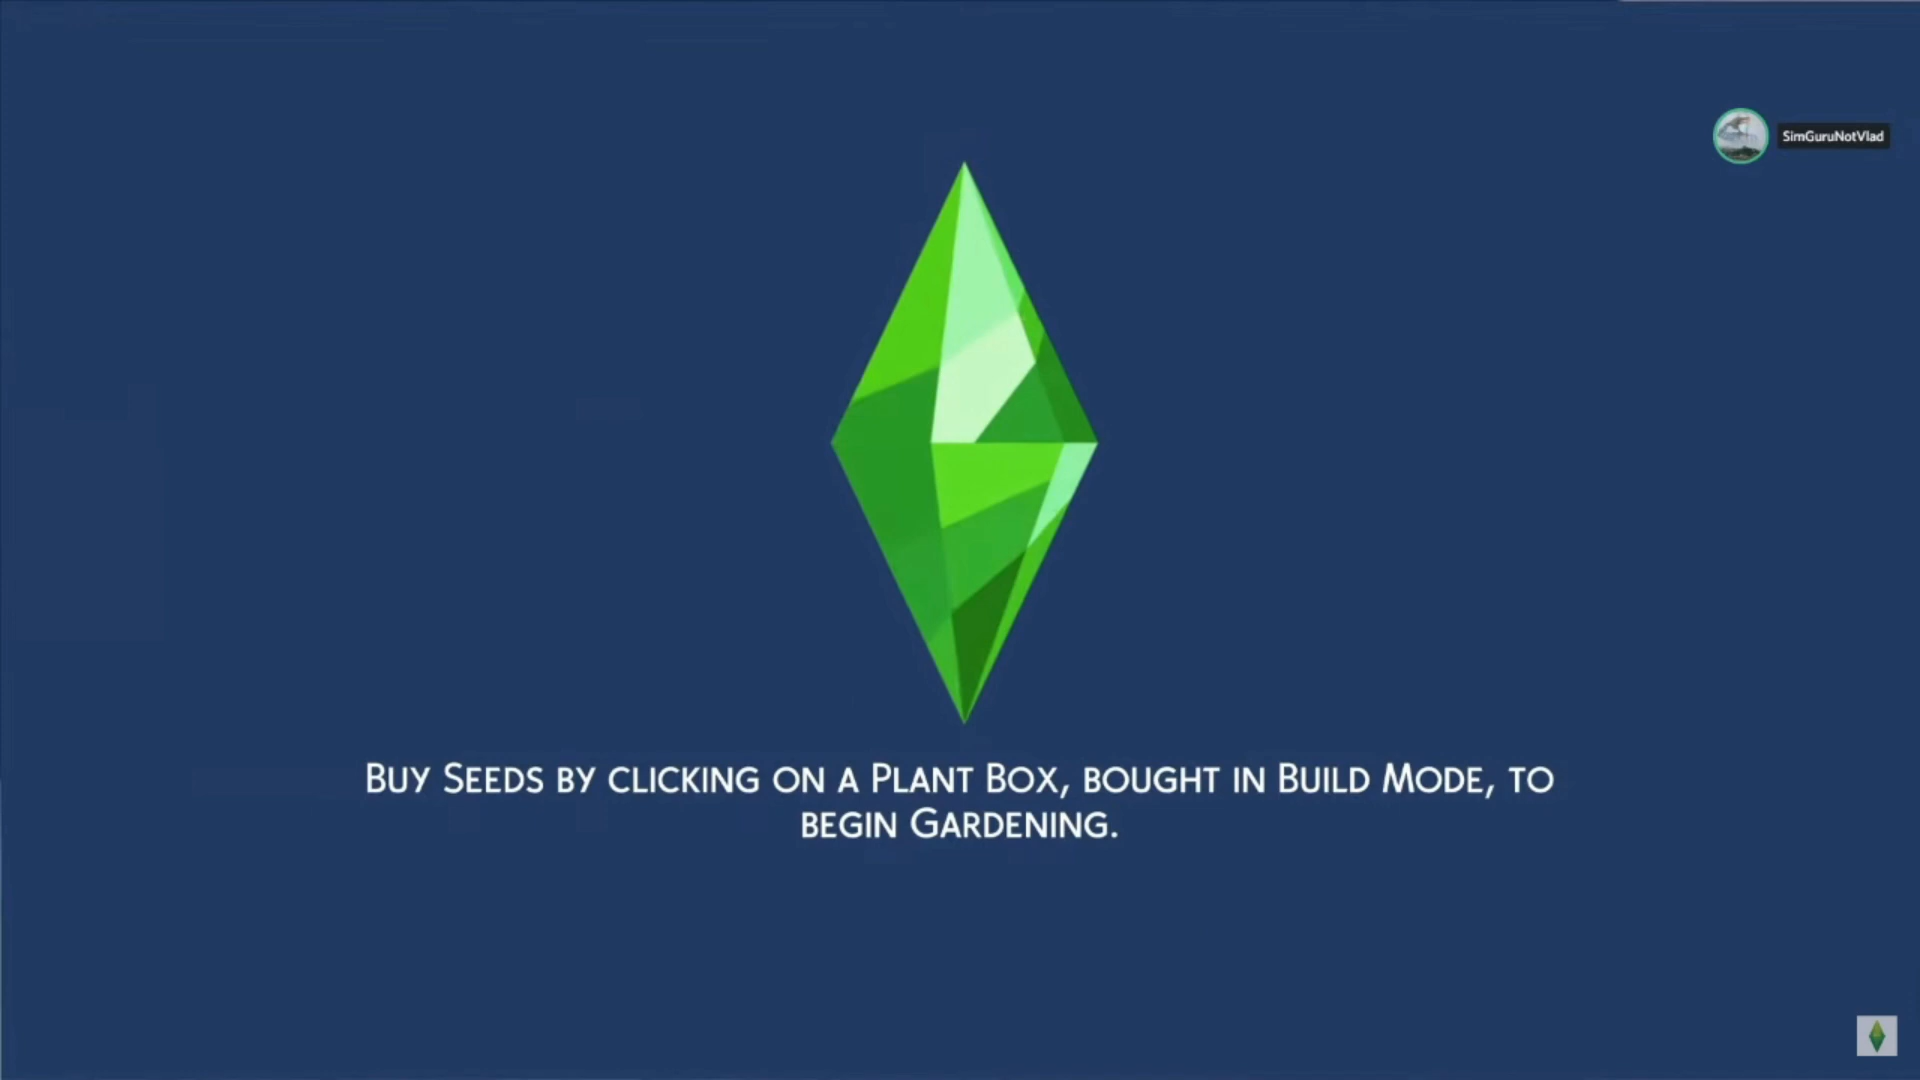 SimGuruNotVlad
Buy Seeds by clicking on a Plant Box, bought in Build Mode, to
begin Gardening.